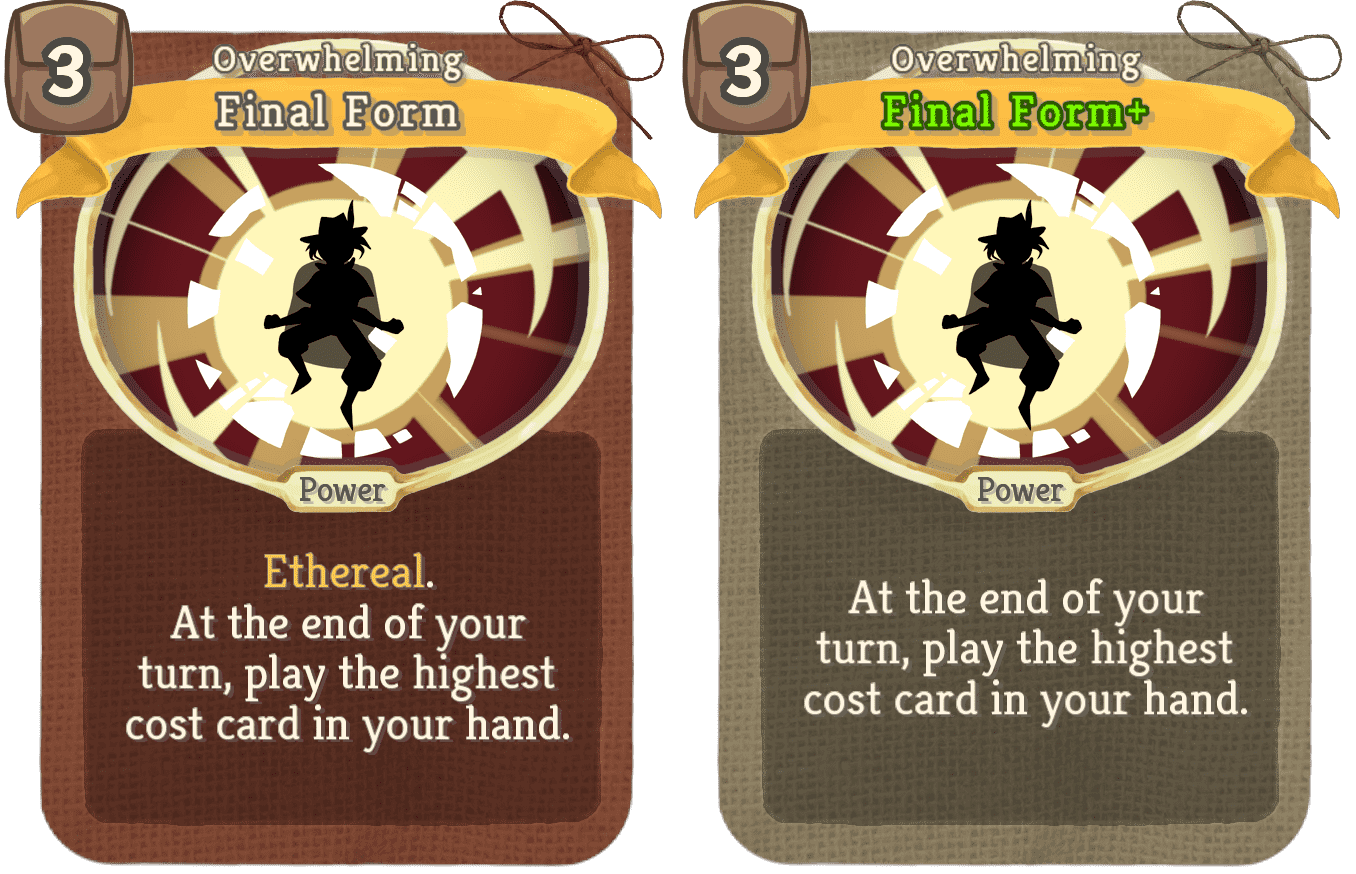 3
Overwhelming
Final Form
Power
Ethereal.
At the end of your
turn, play the highest
cost card in your hand.
3
Overwhelming
Final Form+
Power
At the end of your
turn, play the highest
cost card in your hand.